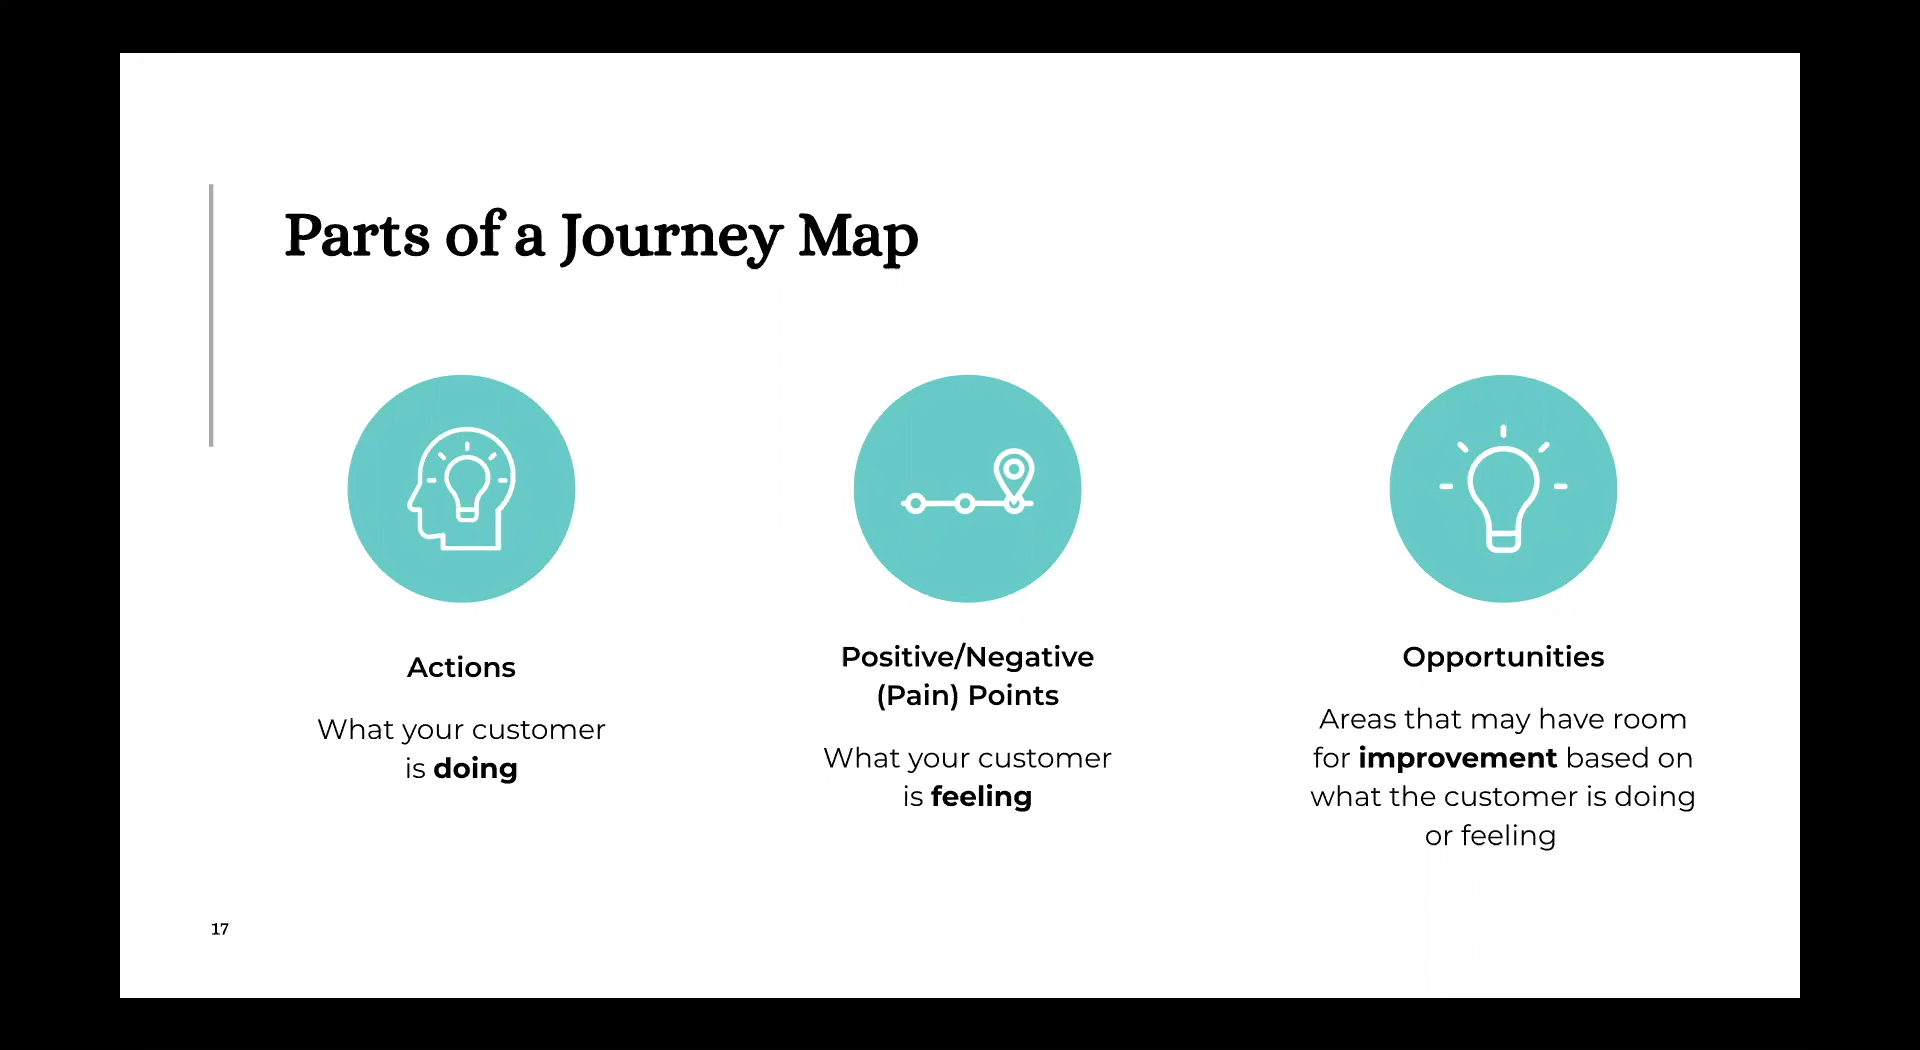 Parts of a Journey Map
Actions
What your customer
is doing
Positive/Negative
(Pain) Points
What your customer
is feeling
Opportunities
Areas that may have room
for improvement based on
what the customer is doing
or feeling
17